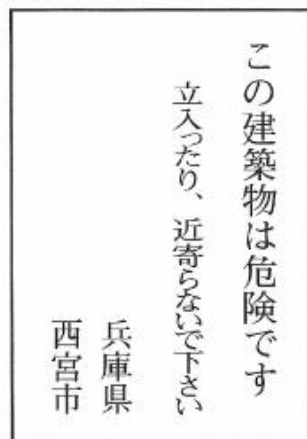 この建築物は危険です
立入ったり、近寄らないで下さい
兵庫県
西宮市